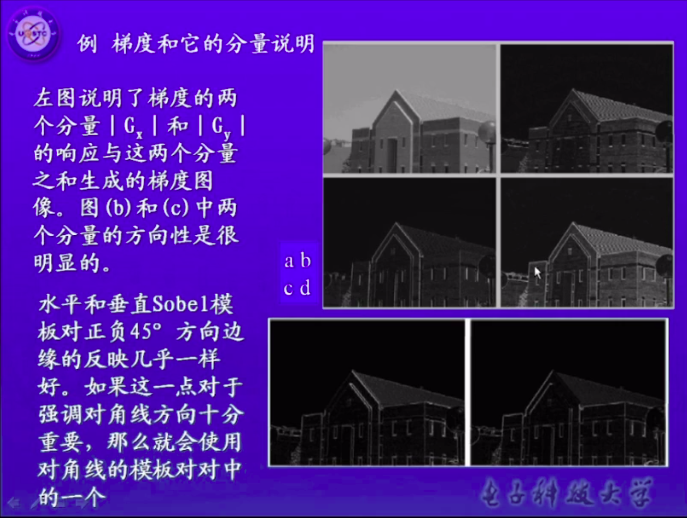 例 梯度和它的分量说明
左图说明了梯度的两
个分量|Gx|和|Gy|
的响应与这两个分量
之和生成的梯度图
像。图(b)和(c)中两
个分量的方向性是很
明显的。
a b
c d
水平和垂直Sobel模
板对正负45°方向边
缘的反映几乎一样
好。如果这一点对于
强调对角线方向十分
重要，那么就会使用
对角线的模板对对中
的一个
电子科技大学